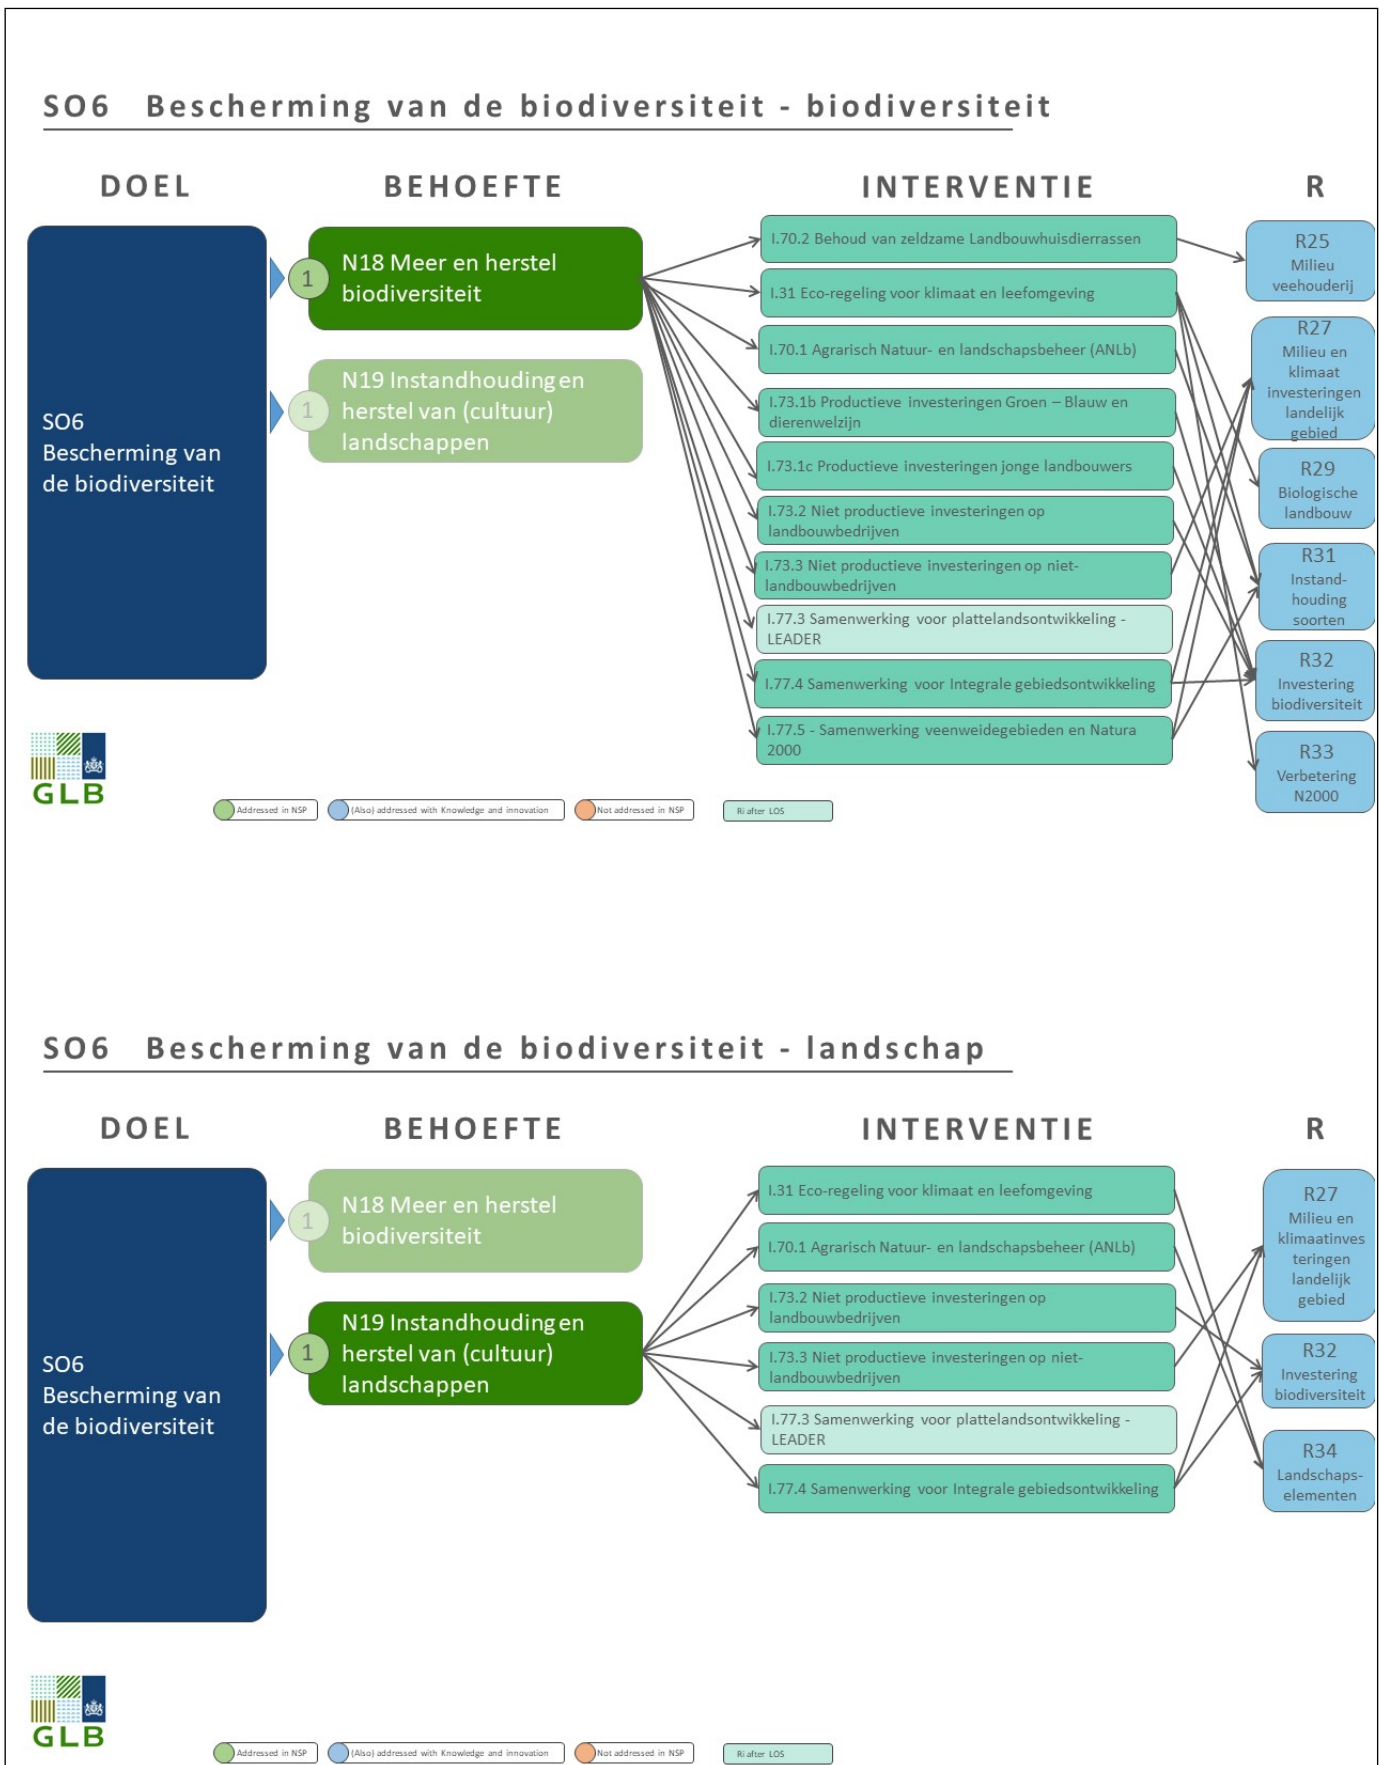 SO6 Bescherming van de biodiversiteit - biodiversiteit
DOEL
BEHOEFTE
INTERVENTIE
R
SO6
Bescherming van
de biodiversiteit
1
N18 Meer en herstel
biodiversiteit
1
N19 Instandhouding en
herstel van (cultuur)
landschappen
I.70.2 Behoud van zeldzame Landbouwhuisdierrassen
I.31 Eco-regeling voor klimaat en leefomgeving
I.70.1 Agrarisch Natuur- en landschapsbeheer (ANLb)
I.73.1b Productieve investeringen Groen – Blauw en
dierenwelzijn
I.73.1c Productieve investeringen jonge landbouwers
I.73.2 Niet productieve investeringen op
landbouwbedrijven
I.73.3 Niet productieve investeringen op niet-
landbouwbedrijven
I.77.3 Samenwerking voor plattelandsontwikkeling -
LEADER
I.77.4 Samenwerking voor Integrale gebiedsontwikkeling
I.77.5 - Samenwerking veenweidegebieden en Natura
2000
R25
Milieu
veehouderij
R27
Milieu en
klimaat
investeringen
landelijk
gebied
R29
Biologische
landbouw
R31
Instand-
houding
soorten
R32
Investering
biodiversiteit
R33
Verbetering
N2000
GLB
Addressed in NSP
(Also) addressed with Knowledge and innovation
Not addressed in NSP
Ri after LOS
SO6 Bescherming van de biodiversiteit - landschap
DOEL
BEHOEFTE
INTERVENTIE
R
SO6
Bescherming van
de biodiversiteit
1
N18 Meer en herstel
biodiversiteit
1
N19 Instandhouding en
herstel van (cultuur)
landschappen
I.31 Eco-regeling voor klimaat en leefomgeving
I.70.1 Agrarisch Natuur- en landschapsbeheer (ANLb)
I.73.2 Niet productieve investeringen op
landbouwbedrijven
I.73.3 Niet productieve investeringen op niet-
landbouwbedrijven
I.77.3 Samenwerking voor plattelandsontwikkeling -
LEADER
I.77.4 Samenwerking voor Integrale gebiedsontwikkeling
R27
Milieu en
klimaatinves
teringen
landelijk
gebied
R32
Investering
biodiversiteit
R34
Landschaps-
elementen
GLB
Addressed in NSP
(Also) addressed with Knowledge and innovation
Not addressed in NSP
Ri after LOS